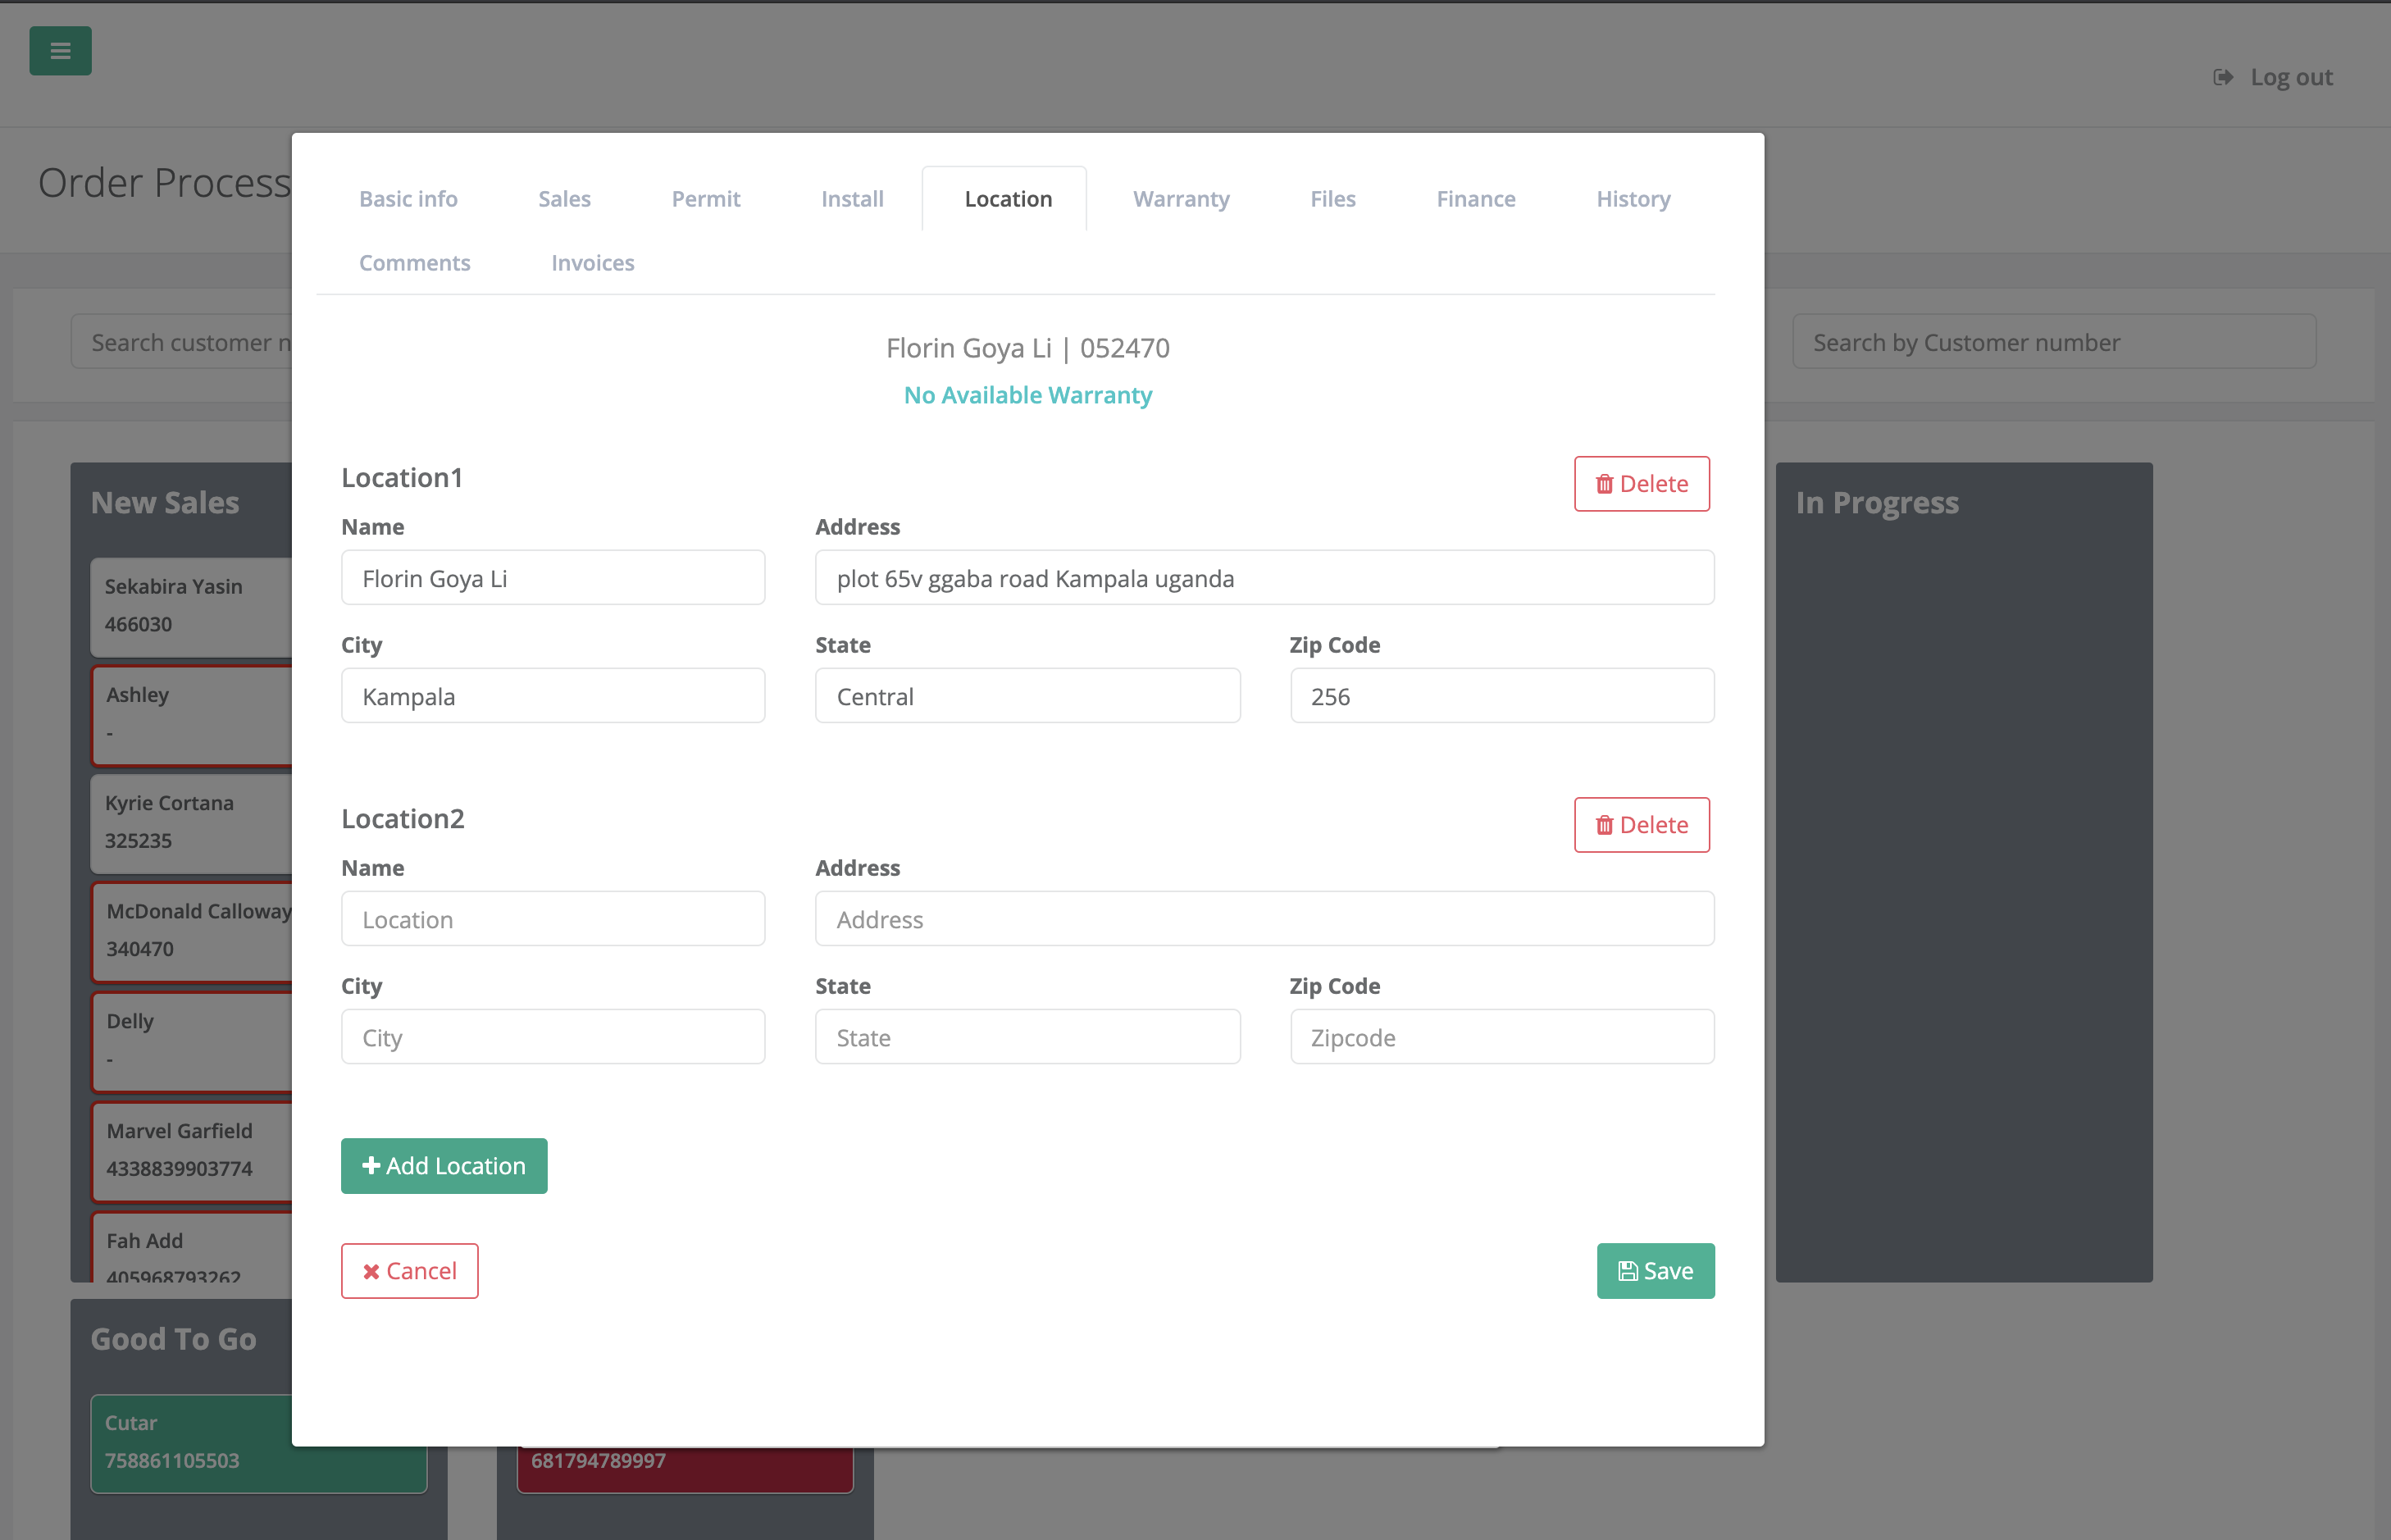 Log out
Order Process
Basic info Sales Permit Install Location Warranty Files Finance History
Comments Invoices
Search customer n
Search by Customer number
Florin Goya Li | 052470
No Available Warranty
New Sales
Sekabira Yasin
466030
Ashley
-
Kyrie Cortana
325235
McDonald Calloway
340470
Delly
-
Marvel Garfield
4338839903774
Fah Add
405968793262
Good To Go
Cutar
758861105503
681794789997
In Progress
Location1
Delete
Name Address
Florin Goya Li plot 65v ggaba road Kampala uganda
City State Zip Code
Kampala Central 256
Location2
Delete
Name Address
Location Address
City State Zip Code
City State Zipcode
Add Location
Cancel
Save